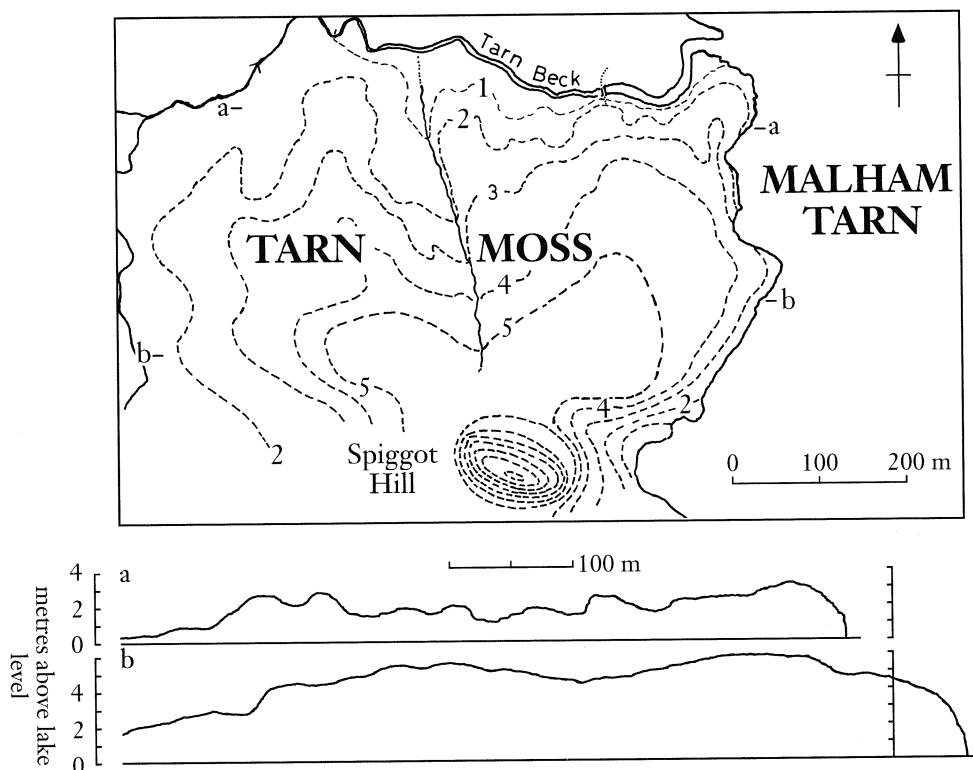 Tarn Beck
a–
1
2
–a
3
MALHAM
TARN
TARN MOSS
4
–b
5
b–
5
4
2
2
Spiggot
Hill
0 100 200 m
metres above lake
level
4
2
0
a
100 m
4
2
0
b